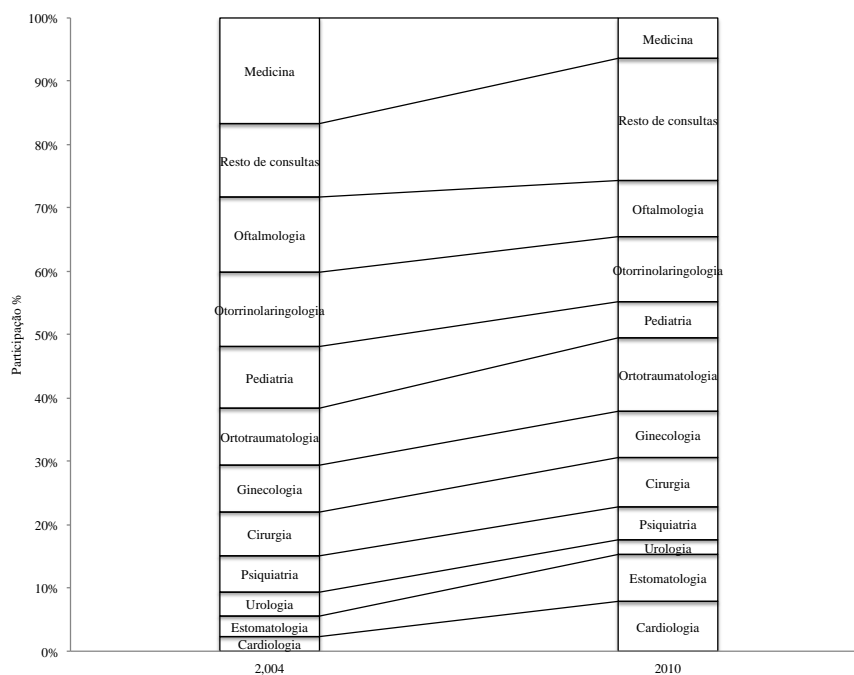 100%
90%
80%
70%
60%
50%
40%
30%
20%
10%
0%
Participação %
Medicina
Resto de consultas
Oftalmologia
Otorrinolaringologia
Pediatria
Ortotraumatologia
Ginecologia
Cirurgia
Psiquiatria
Urologia
Estomatologia
Cardiologia
2,004
Medicina
Resto de consultas
Oftalmologia
Otorrinolaringologia
Pediatria
Ortotraumatologia
Ginecologia
Cirurgia
Psiquiatria
Urologia
Estomatologia
Cardiologia
2010